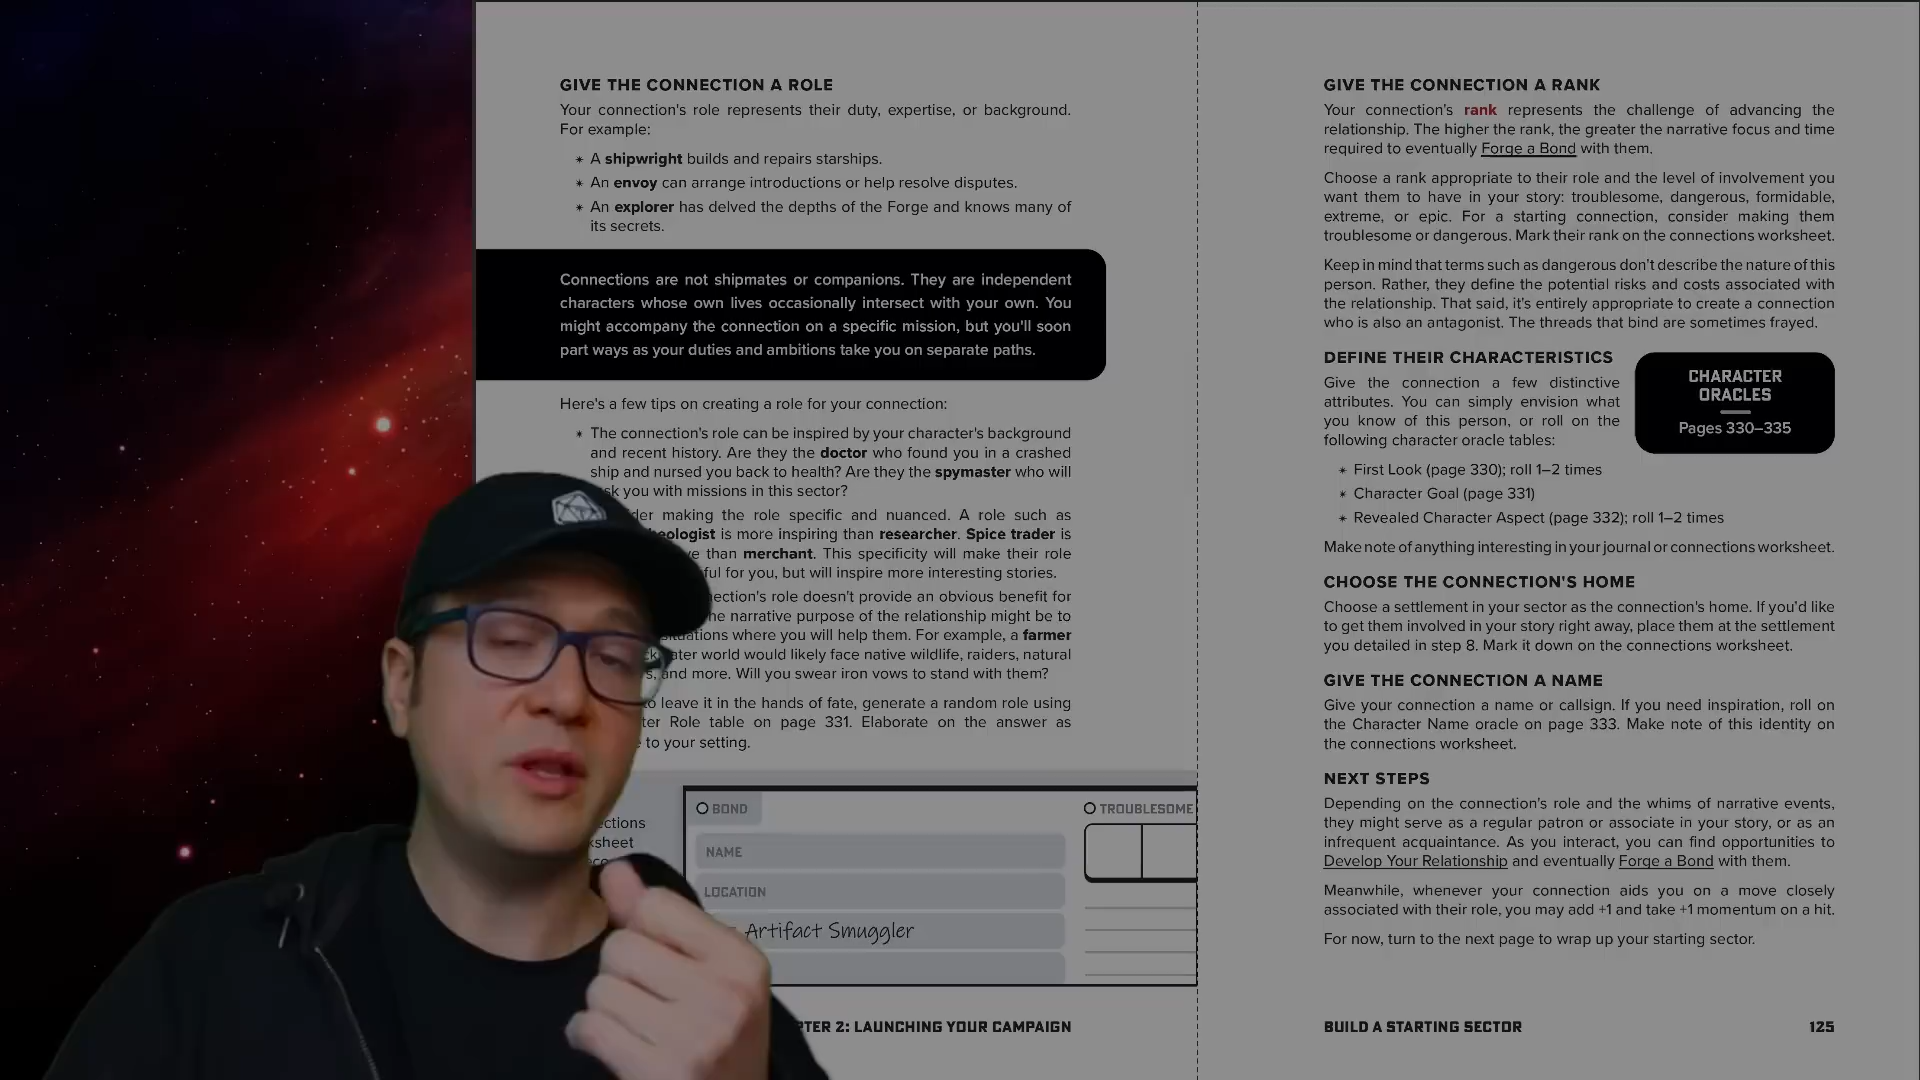 GIVE THE CONNECTION A ROLE
Your connection's role represents their duty, expertise, or background.
For example:
✴ A shipwright builds and repairs starships.
✴ An envoy can arrange introductions or help resolve disputes.
✴ An explorer has delved the depths of the Forge and knows many of
its secrets.
Connections are not shipmates or companions. They are independent
characters whose own lives occasionally intersect with your own. You
might accompany the connection on a specific mission, but you'll soon
part ways as your duties and ambitions take you on separate paths.
Here's a few tips on creating a role for your connection:
✴ The connection's role can be inspired by your character's background
and recent history. Are they the doctor who found you in a crashed
ship and nursed you back to health? Are they the spymaster who will
you with missions in this sector?
making the role specific and nuanced. A role such as
is more inspiring than researcher. Spice trader is
than merchant. This specificity will make their role
for you, but will inspire more interesting stories.
role doesn't provide an obvious benefit for
narrative purpose of the relationship might be to
where you will help them. For example, a farmer
world would likely face native wildlife, raiders, natural
and more. Will you swear iron vows to stand with them?
to leave it in the hands of fate, generate a random role using
Role table on page 331. Elaborate on the answer as
to your setting.
BOND
TROUBLESOME
NAME
LOCATION
Artifact Smuggler
2: LAUNCHING YOUR CAMPAIGN
GIVE THE CONNECTION A RANK
Your connection's rank represents the challenge of advancing the
relationship. The higher the rank, the greater the narrative focus and time
required to eventually Forge a Bond with them.
Choose a rank appropriate to their role and the level of involvement you
want them to have in your story: troublesome, dangerous, formidable,
extreme, or epic. For a starting connection, consider making them
troublesome or dangerous. Mark their rank on the connections worksheet.
Keep in mind that terms such as dangerous don't describe the nature of this
person. Rather, they define the potential risks and costs associated with
the relationship. That said, it's entirely appropriate to create a connection
who is also an antagonist. The threads that bind are sometimes frayed.
DEFINE THEIR CHARACTERISTICS
Give the connection a few distinctive
attributes. You can simply envision what
you know of this person, or roll on the
following character oracle tables:
CHARACTER
ORACLES
Pages 330–335
✴ First Look (page 330); roll 1–2 times
✴ Character Goal (page 331)
✴ Revealed Character Aspect (page 332); roll 1–2 times
Make note of anything interesting in your journal or connections worksheet.
CHOOSE THE CONNECTION'S HOME
Choose a settlement in your sector as the connection's home. If you'd like
to get them involved in your story right away, place them at the settlement
you detailed in step 8. Mark it down on the connections worksheet.
GIVE THE CONNECTION A NAME
Give your connection a name or callsign. If you need inspiration, roll on
the Character Name oracle on page 333. Make note of this identity on
the connections worksheet.
NEXT STEPS
Depending on the connection's role and the whims of narrative events,
they might serve as a regular patron or associate in your story, or as an
infrequent acquaintance. As you interact, you can find opportunities to
Develop Your Relationship and eventually Forge a Bond with them.
Meanwhile, whenever your connection aids you on a move closely
associated with their role, you may add +1 and take +1 momentum on a hit.
For now, turn to the next page to wrap up your starting sector.
BUILD A STARTING SECTOR
125